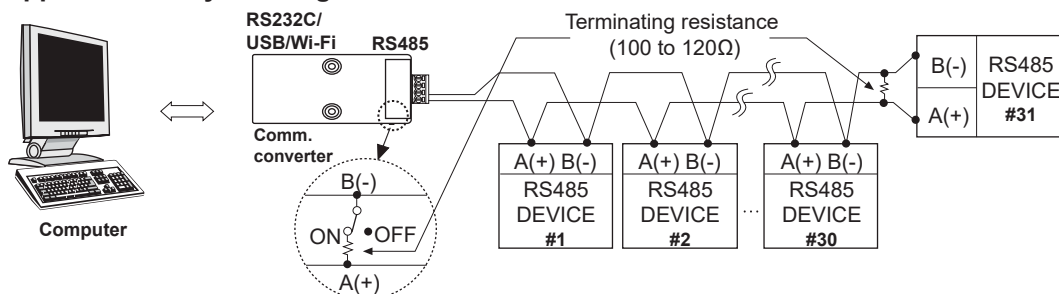 RS232C/
USB/Wi-Fi
RS485
Terminating resistance
(100 to 120Ω)
B(-)
A(+)
RS485
DEVICE
#31
Comm.
converter
Computer
B(-)
ON
OFF
A(+)
A(+) B(-)
RS485
DEVICE
#1
A(+) B(-)
RS485
DEVICE
#2
...
A(+) B(-)
RS485
DEVICE
#30